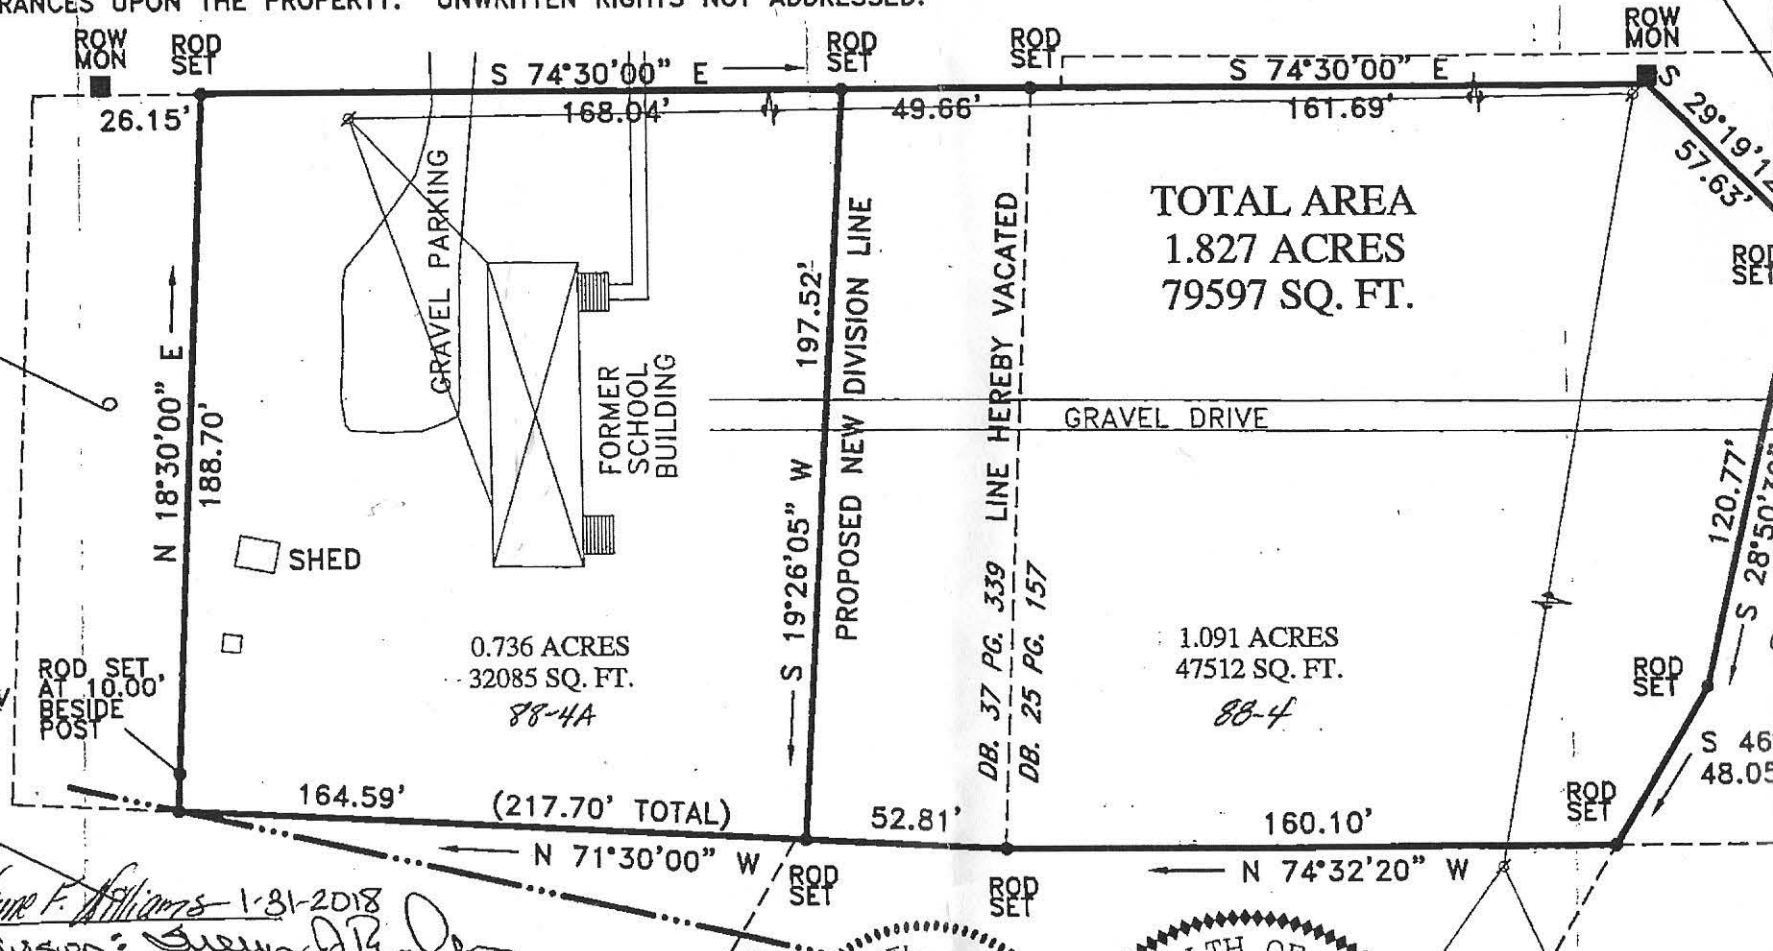 UPON THE PROPERTY. UNWRITTEN RIGHTS NOT ADDRESSED.
ROW
MON
ROD
SET
ROD
SET
ROD
SET
ROW
MON
S 74°30'00" E
S 74°30'00" E
26.15'
168.04'
49.66'
161.69'
S 29°19'12
57.63'
GRAVEL PARKING
TOTAL AREA
1.827 ACRES
79597 SQ. FT.
ROD
SET
N 18°30'00" E
188.70'
197.52'
S 19°26'05" W
PROPOSED NEW DIVISION LINE
LINE HEREBY VACATED
FORMER
SCHOOL
BUILDING
GRAVEL DRIVE
120.77'
S 28°50'30"
SHED
DB. 37 PG. 339
DB. 25 PG. 157
0.736 ACRES
32085 SQ. FT.
88-4A
1.091 ACRES
47512 SQ. FT.
88-4
ROD SET
AT 10.00'
BESIDE
POST
ROD
SET
S 46
48.05
ROD
SET
164.59'
(217.70' TOTAL)
52.81'
160.10'
N 71°30'00" W
N 74°32'20" W
ROD
SET
ROD
SET
F. Williams 1-31-2018
LTH OF